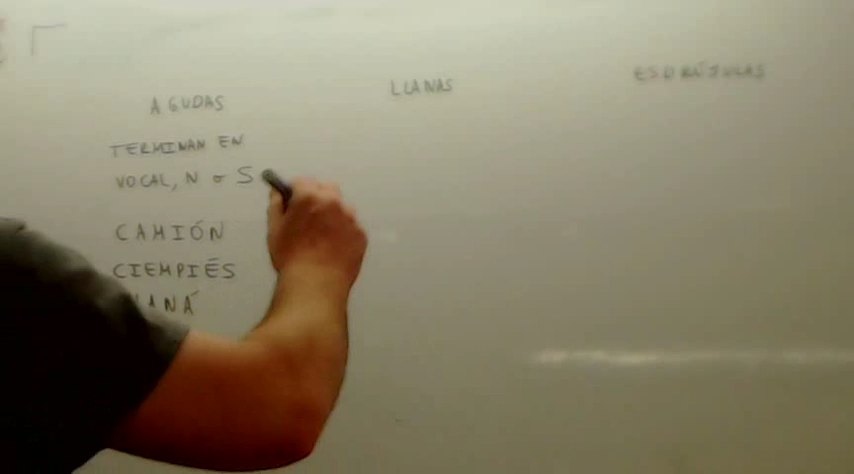 AGUDAS
LLANAS
ESDRÚJULAS
TERMINAN EN
VOCAL, N o S
CAMIÓN
CIEMPIÉS